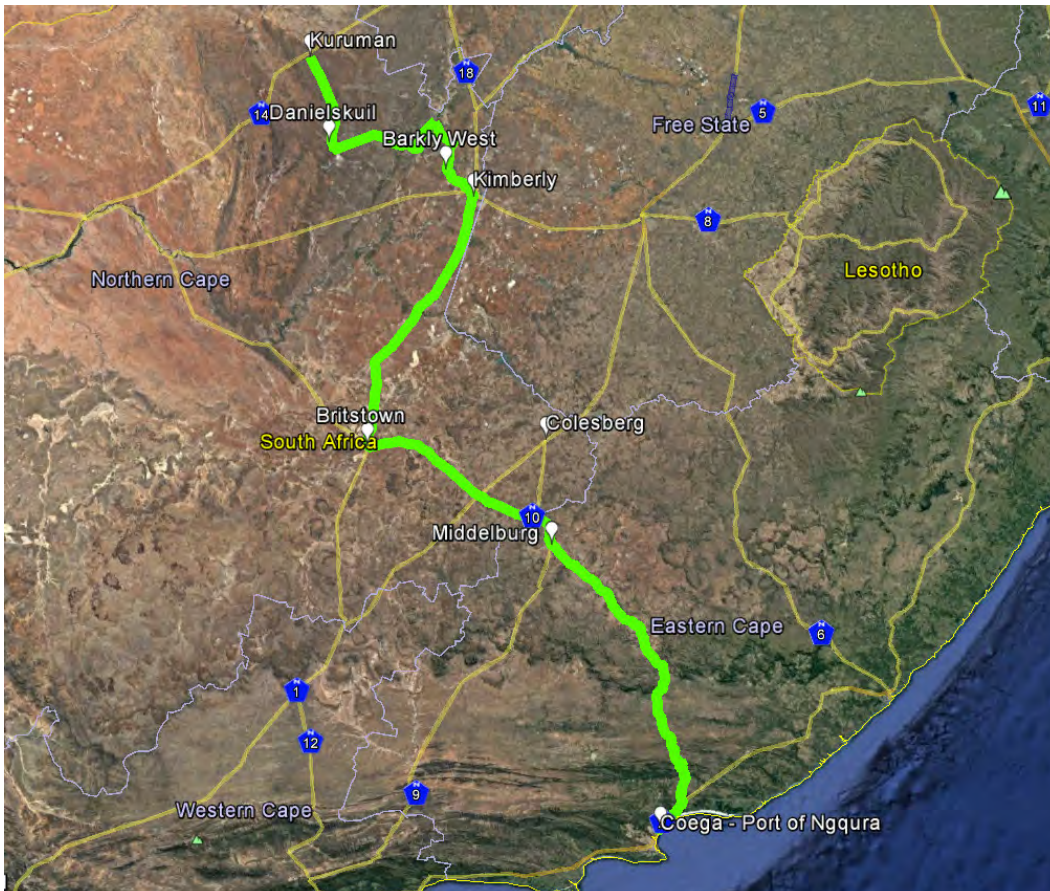 Kuruman
N
18
N
14
Danielskuil
Barkly West
Kimberly
Free State
N
5
N
11
N
8
Northern Cape
Lesotho
Britstown
South Africa
Colesberg
N
10
Middelburg
Eastern Cape
N
6
N
1
N
12
N
9
Western Cape
Coega - Port of Ngqura